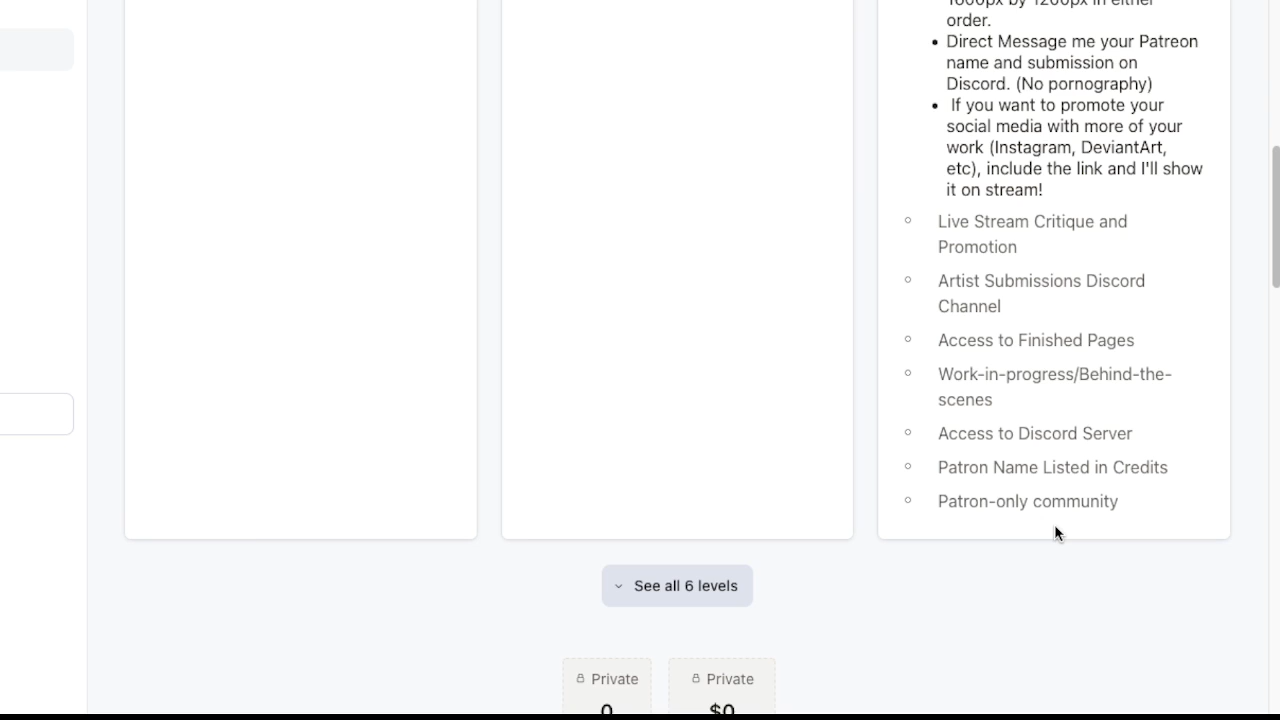 order.
• Direct Message me your Patreon
name and submission on
Discord. (No pornography)
• If you want to promote your
social media with more of your
work (Instagram, DeviantArt,
etc), include the link and I'll show
it on stream!
Live Stream Critique and
Promotion
Artist Submissions Discord
Channel
Access to Finished Pages
Work-in-progress/Behind-the-
scenes
Access to Discord Server
Patron Name Listed in Credits
Patron-only community
See all 6 levels
Private
Private
0
$0